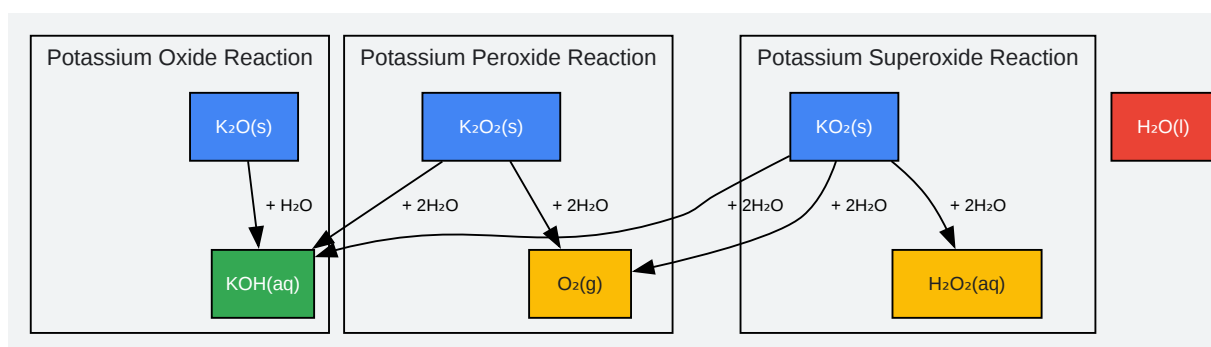 Potassium Oxide Reaction
Potassium Peroxide Reaction
Potassium Superoxide Reaction
K₂O(s)
K₂O₂(s)
KO₂(s)
H₂O(l)
+ H₂O
+ 2H₂O
+ 2H₂O
+ 2H₂O
+ 2H₂O
+ 2H₂O
KOH(aq)
O₂(g)
H₂O₂(aq)